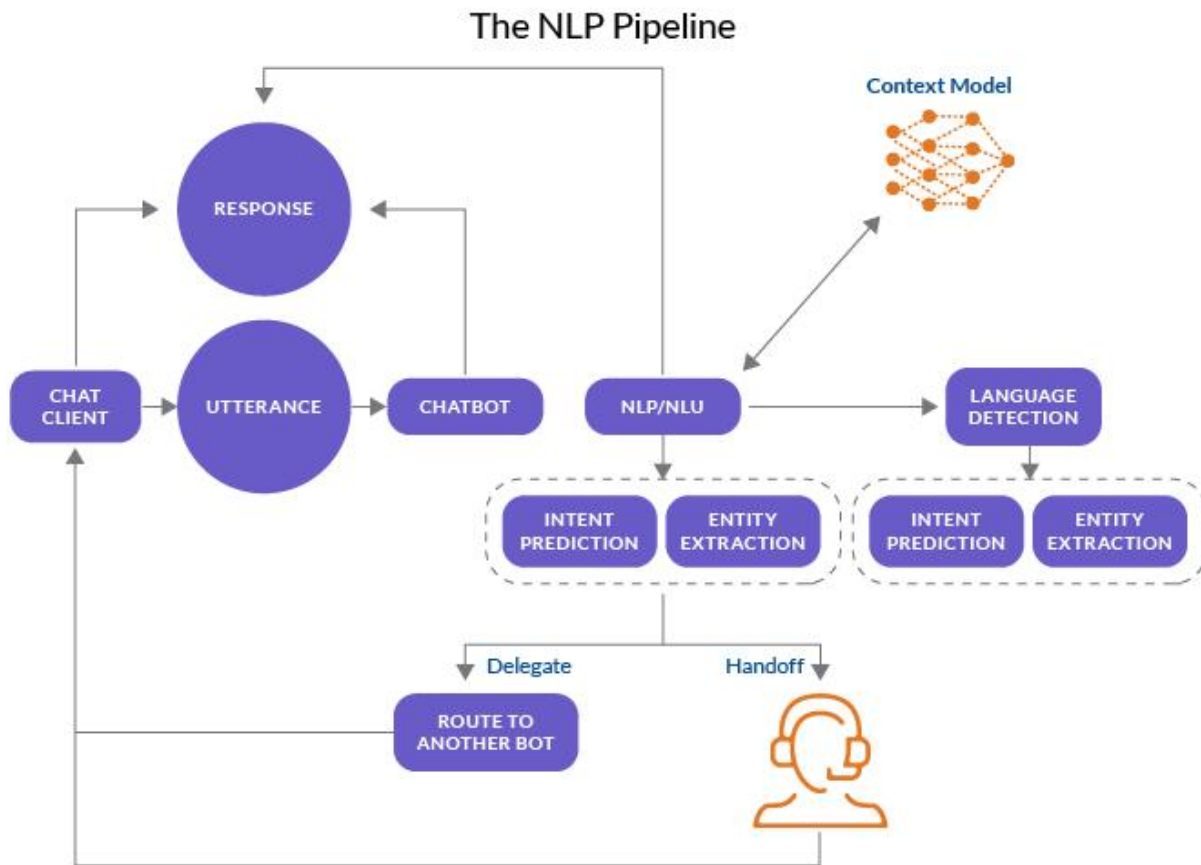 The NLP Pipeline
Context Model
RESPONSE
CHAT
CLIENT
UTTERANCE
CHATBOT
NLP/NLU
LANGUAGE
DETECTION
INTENT
PREDICTION
ENTITY
EXTRACTION
INTENT
PREDICTION
ENTITY
EXTRACTION
Delegate
Handoff
ROUTE TO
ANOTHER BOT